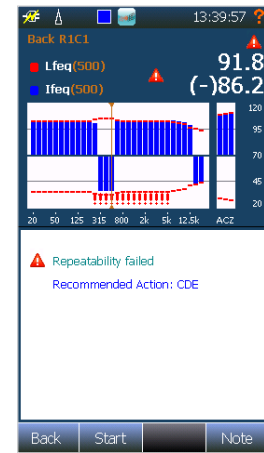 13:39:57 ?
Back R1C1
Lfeq(500) 91.8
Ifeq(500) (-)86.2
120
95
70
45
20
20 50 125 315 800 2k 5k 12.5k ACZ
Repeatability failed
Recommended Action: CDE
Back Start Note